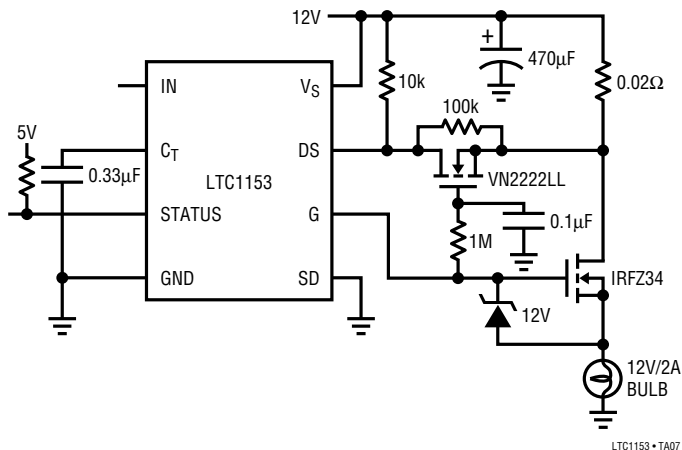 12V
+
470µF
0.02Ω
10k
IN
VS
100k
5V
CT
DS
0.33µF
LTC1153
VN2222LL
STATUS
G
0.1µF
1M
GND
SD
IRFZ34
12V
12V/2A
BULB
LTC1153 • TA07